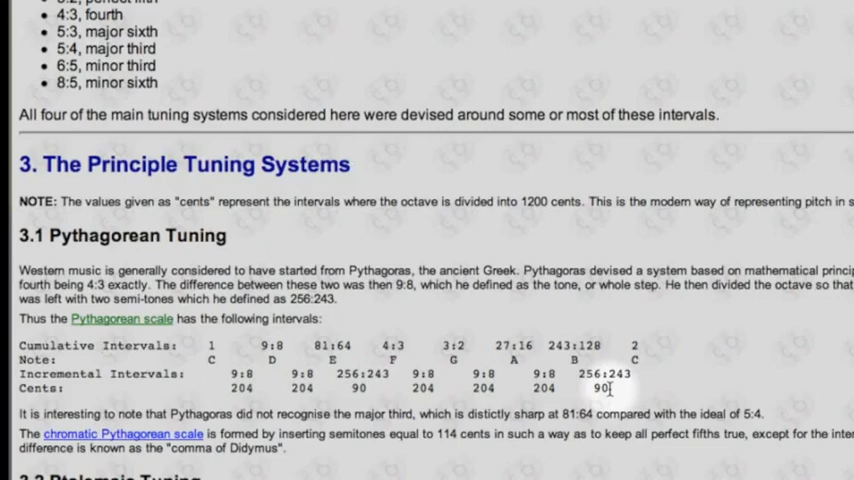 3:2, perfect fifth
4:3, fourth
5:3, major sixth
5:4, major third
6:5, minor third
8:5, minor sixth
All four of the main tuning systems considered here were devised around some or most of these intervals.
3. The Principle Tuning Systems
NOTE: The values given as "cents" represent the intervals where the octave is divided into 1200 cents. This is the modern way of representing pitch in s
3.1 Pythagorean Tuning
Western music is generally considered to have started from Pythagoras, the ancient Greek. Pythagoras devised a system based on mathematical princip
fourth being 4:3 exactly. The difference between these two was then 9:8, which he defined as the tone, or whole step. He then divided the octave so that
was left with two semi-tones which he defined as 256:243.
Thus the Pythagorean scale has the following intervals:
Cumulative Intervals: 1 9:8 81:64 4:3 3:2 27:16 243:128 2
Note: C D E F G A B C
Incremental Intervals: 9:8 9:8 256:243 9:8 9:8 9:8 256:243
Cents: 204 204 90 204 204 204 90
It is interesting to note that Pythagoras did not recognise the major third, which is distictly sharp at 81:64 compared with the ideal of 5:4.
The chromatic Pythagorean scale is formed by inserting semitones equal to 114 cents in such a way as to keep all perfect fifths true, except for the inter
difference is known as the "comma of Didymus".
3.2 Ptolemaic Tuning